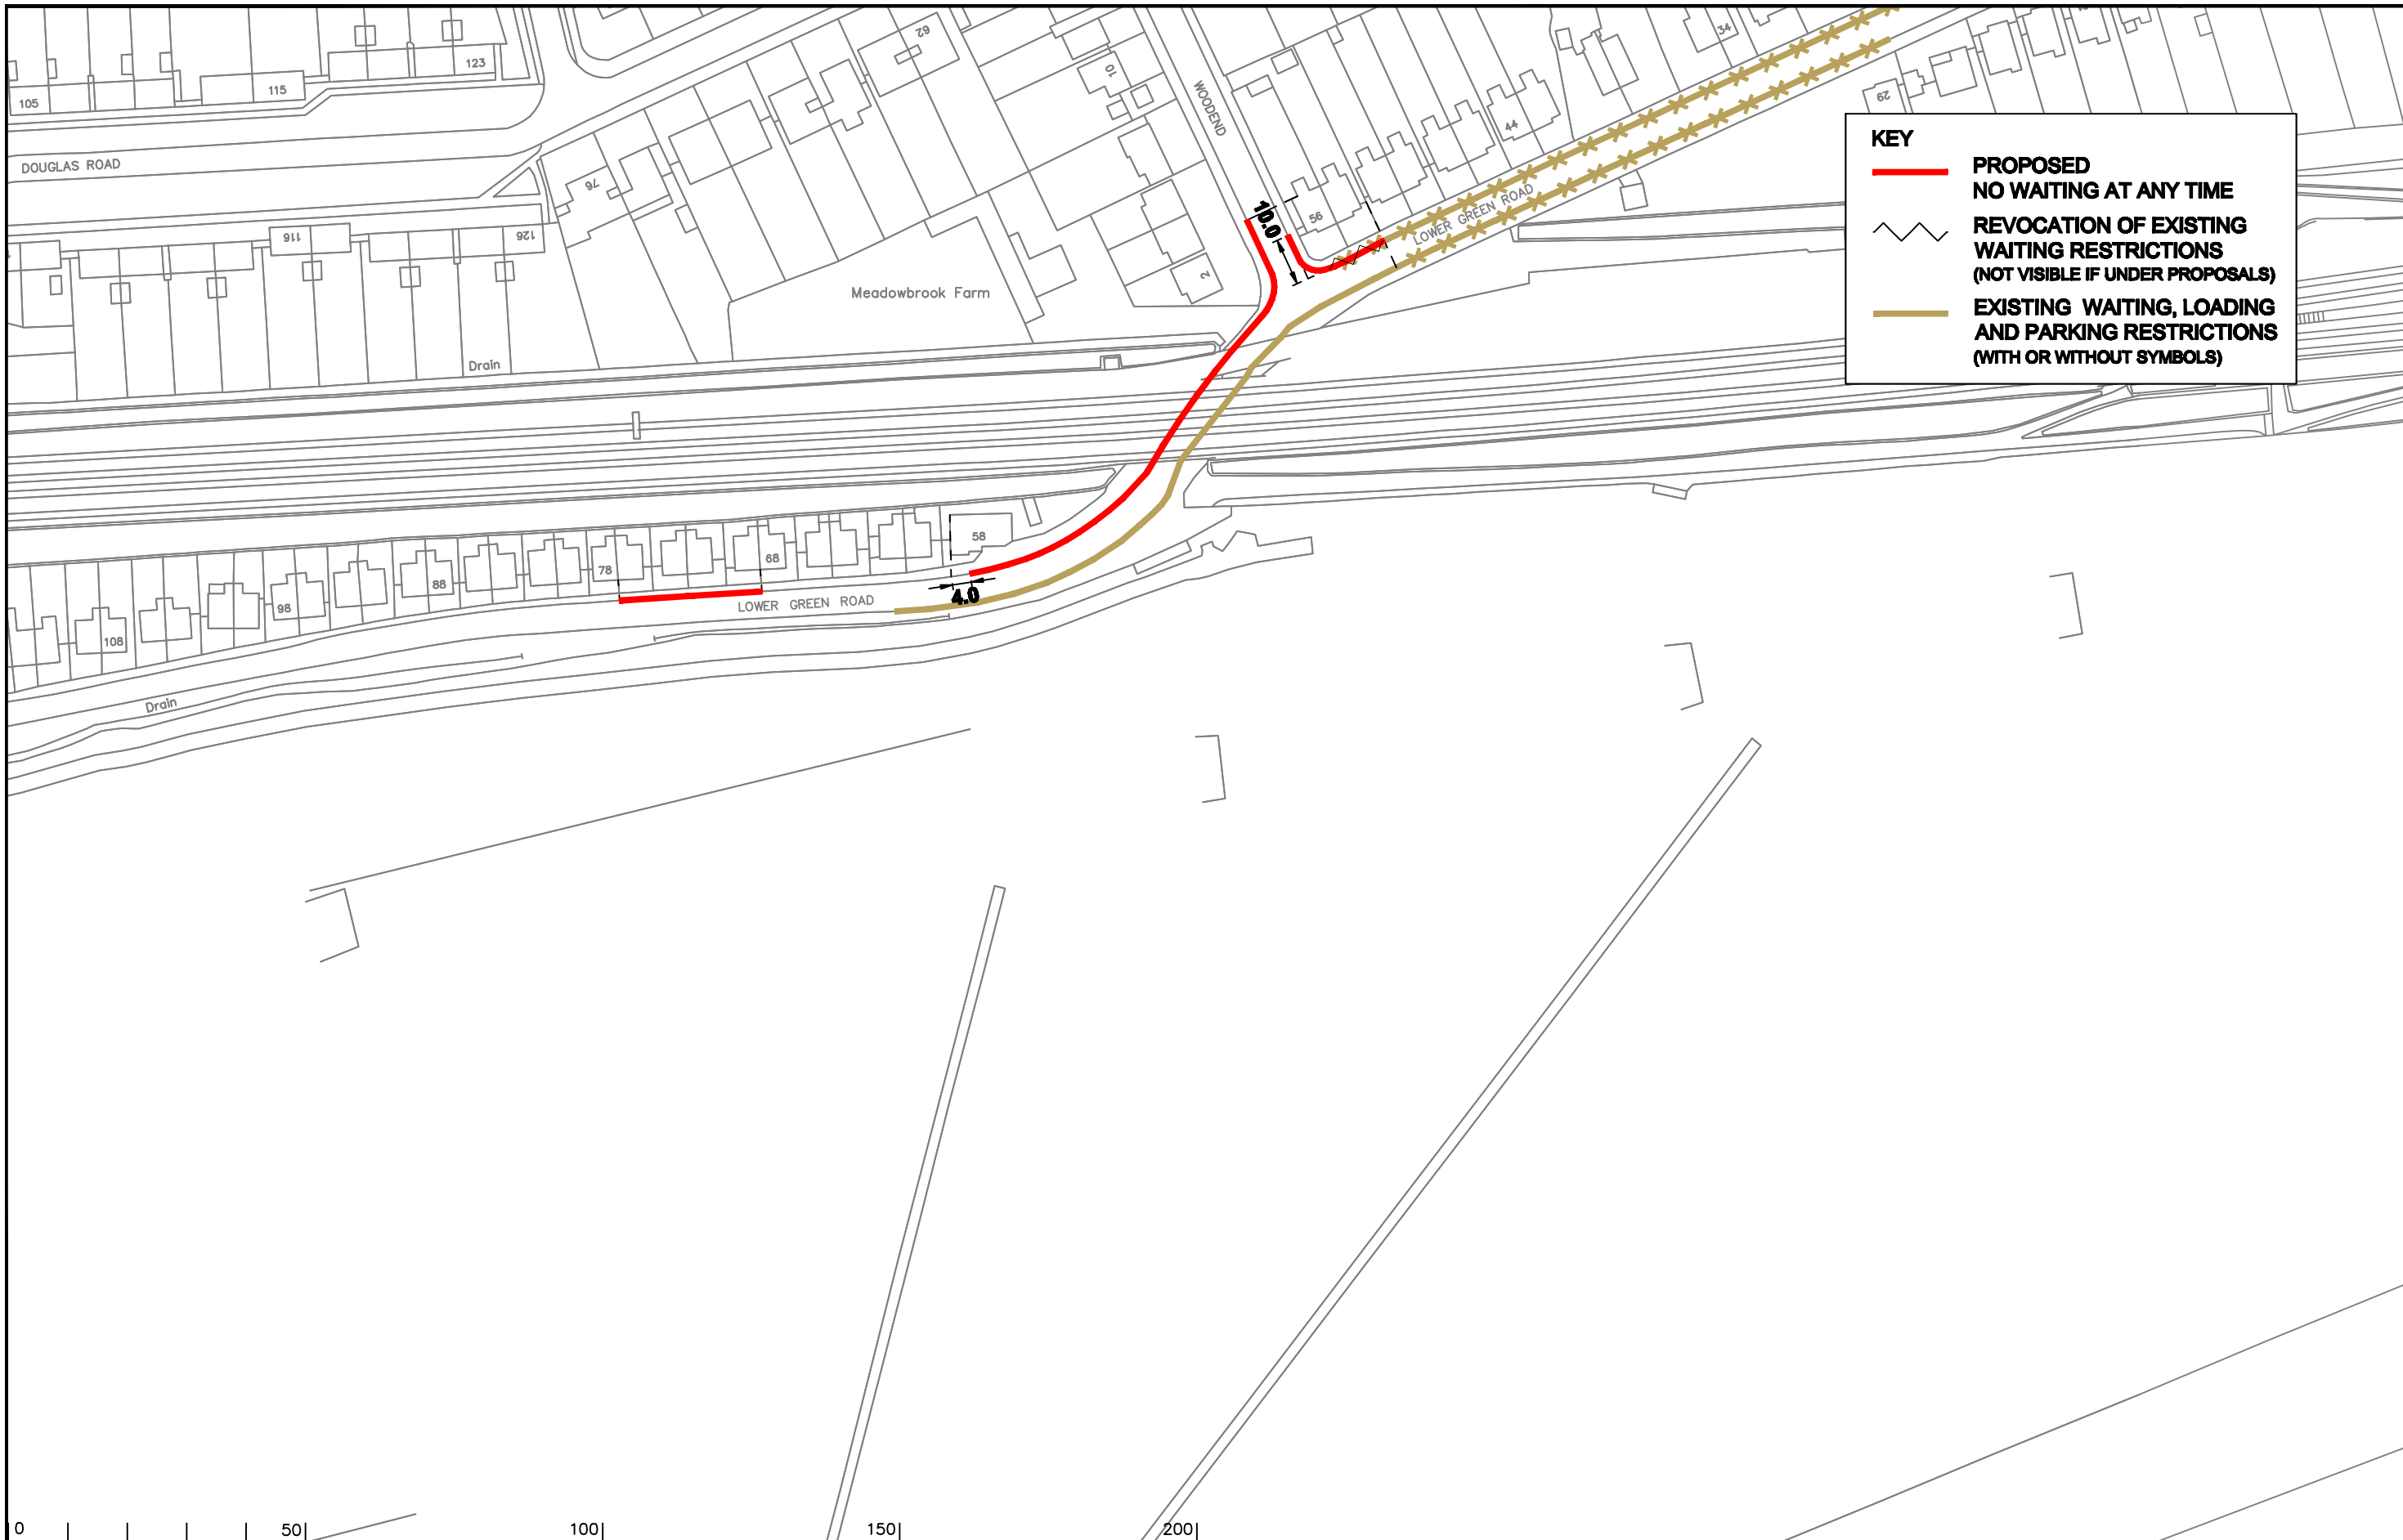 123
62
34
105
115
10
WOODEND
29
44
DOUGLAS ROAD
76
KEY
PROPOSED
NO WAITING AT ANY TIME
REVOCATION OF EXISTING
WAITING RESTRICTIONS
(NOT VISIBLE IF UNDER PROPOSALS)
EXISTING WAITING, LOADING
AND PARKING RESTRICTIONS
(WITH OR WITHOUT SYMBOLS)
10.0
56
LOWER GREEN ROAD
116
126
2
Meadowbrook Farm
Drain
58
68
78
88
98
108
4.0
LOWER GREEN ROAD
Drain
0
50
100
150
200